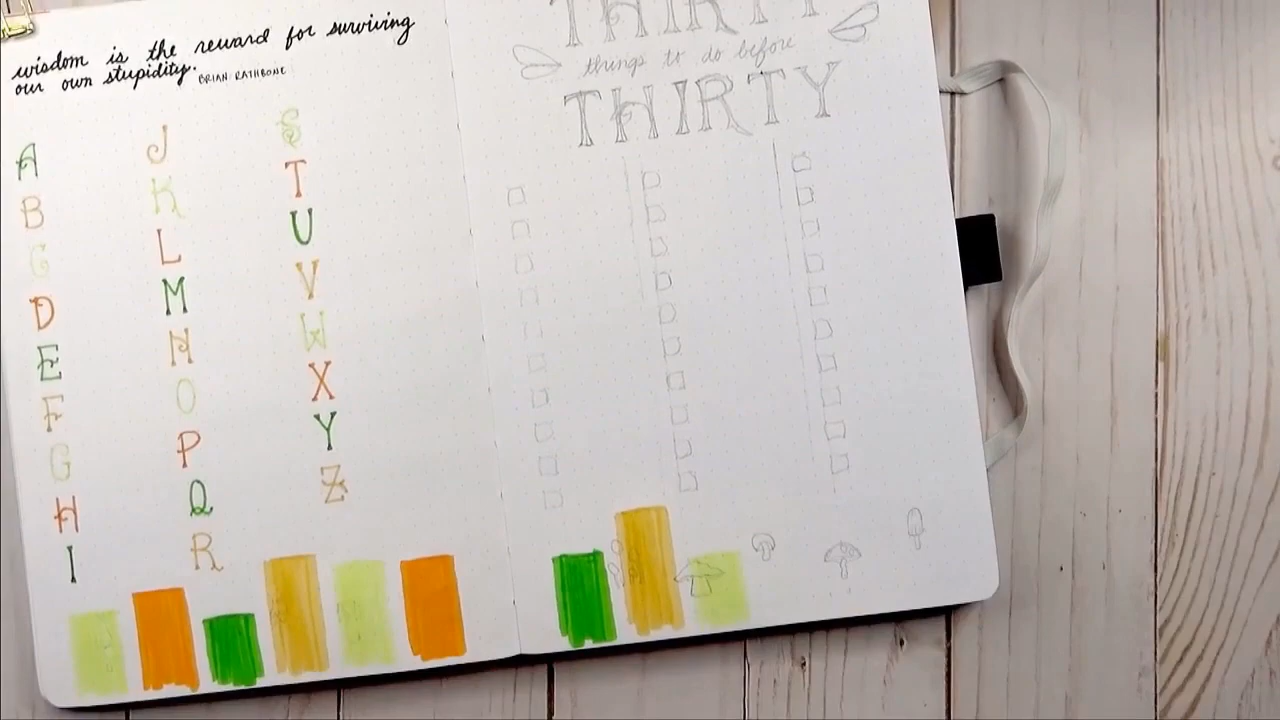 wisdom is the reward for surviving
our own stupidity. BRIAN RATHBONE
A
B
C
D
E
F
G
H
I
J
K
L
M
N
O
P
Q
R
S
T
U
V
W
X
Y
Z
THIRTY
things to do before
THIRTY